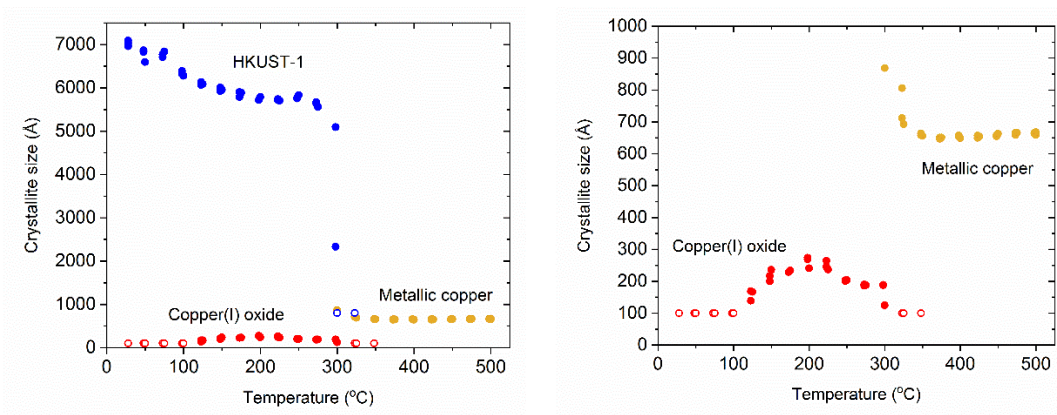 7000
6000
5000
4000
3000
2000
1000
0
Crystallite size (Å)
HKUST-1
Copper(I) oxide
Metallic copper
0 100 200 300 400 500
Temperature (ºC)
1000
900
800
700
600
500
400
300
200
100
0
Crystallite size (Å)
Metallic copper
Copper(I) oxide
0 100 200 300 400 500
Temperature (ºC)